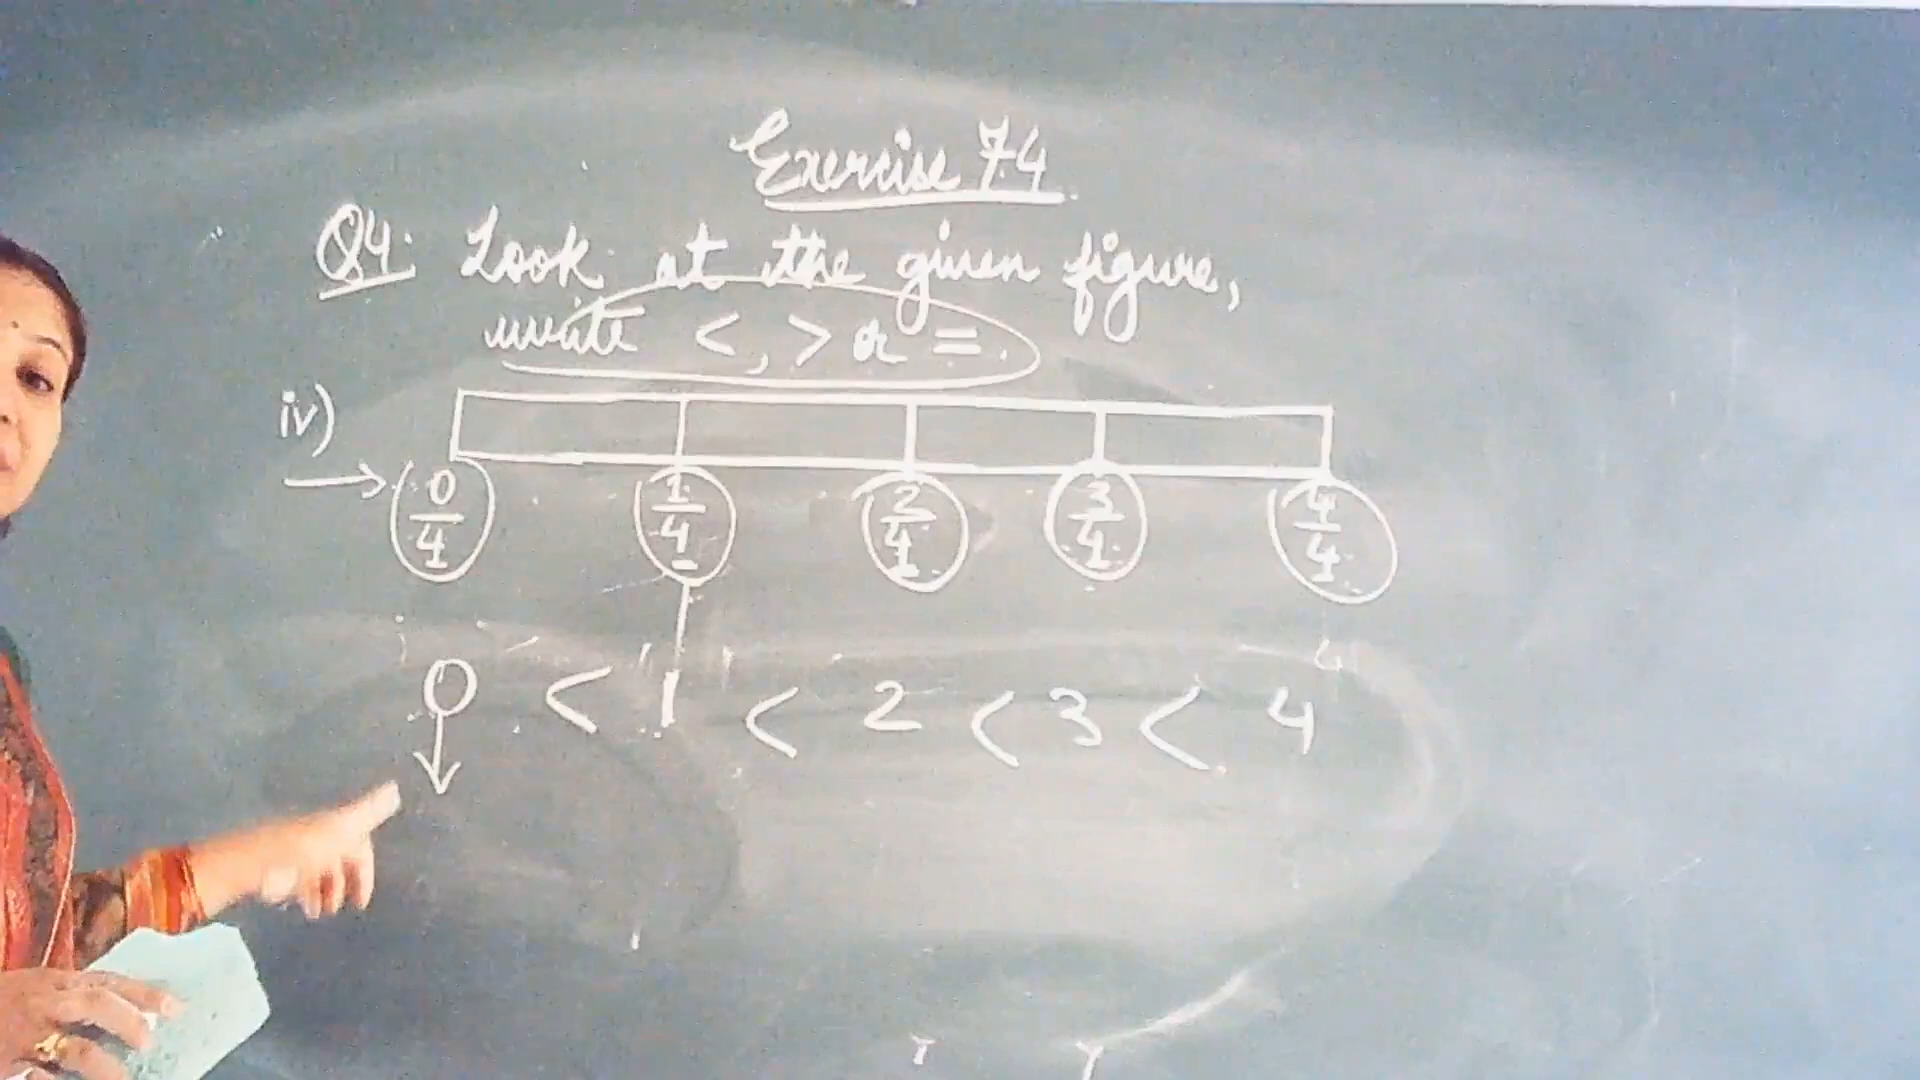 Exercise 7.4
Q4: Look at the given figure,
write <, > or =.
iv)
→ 0/4 1/4 2/4 3/4 4/4
0 < 1 < 2 < 3 < 4